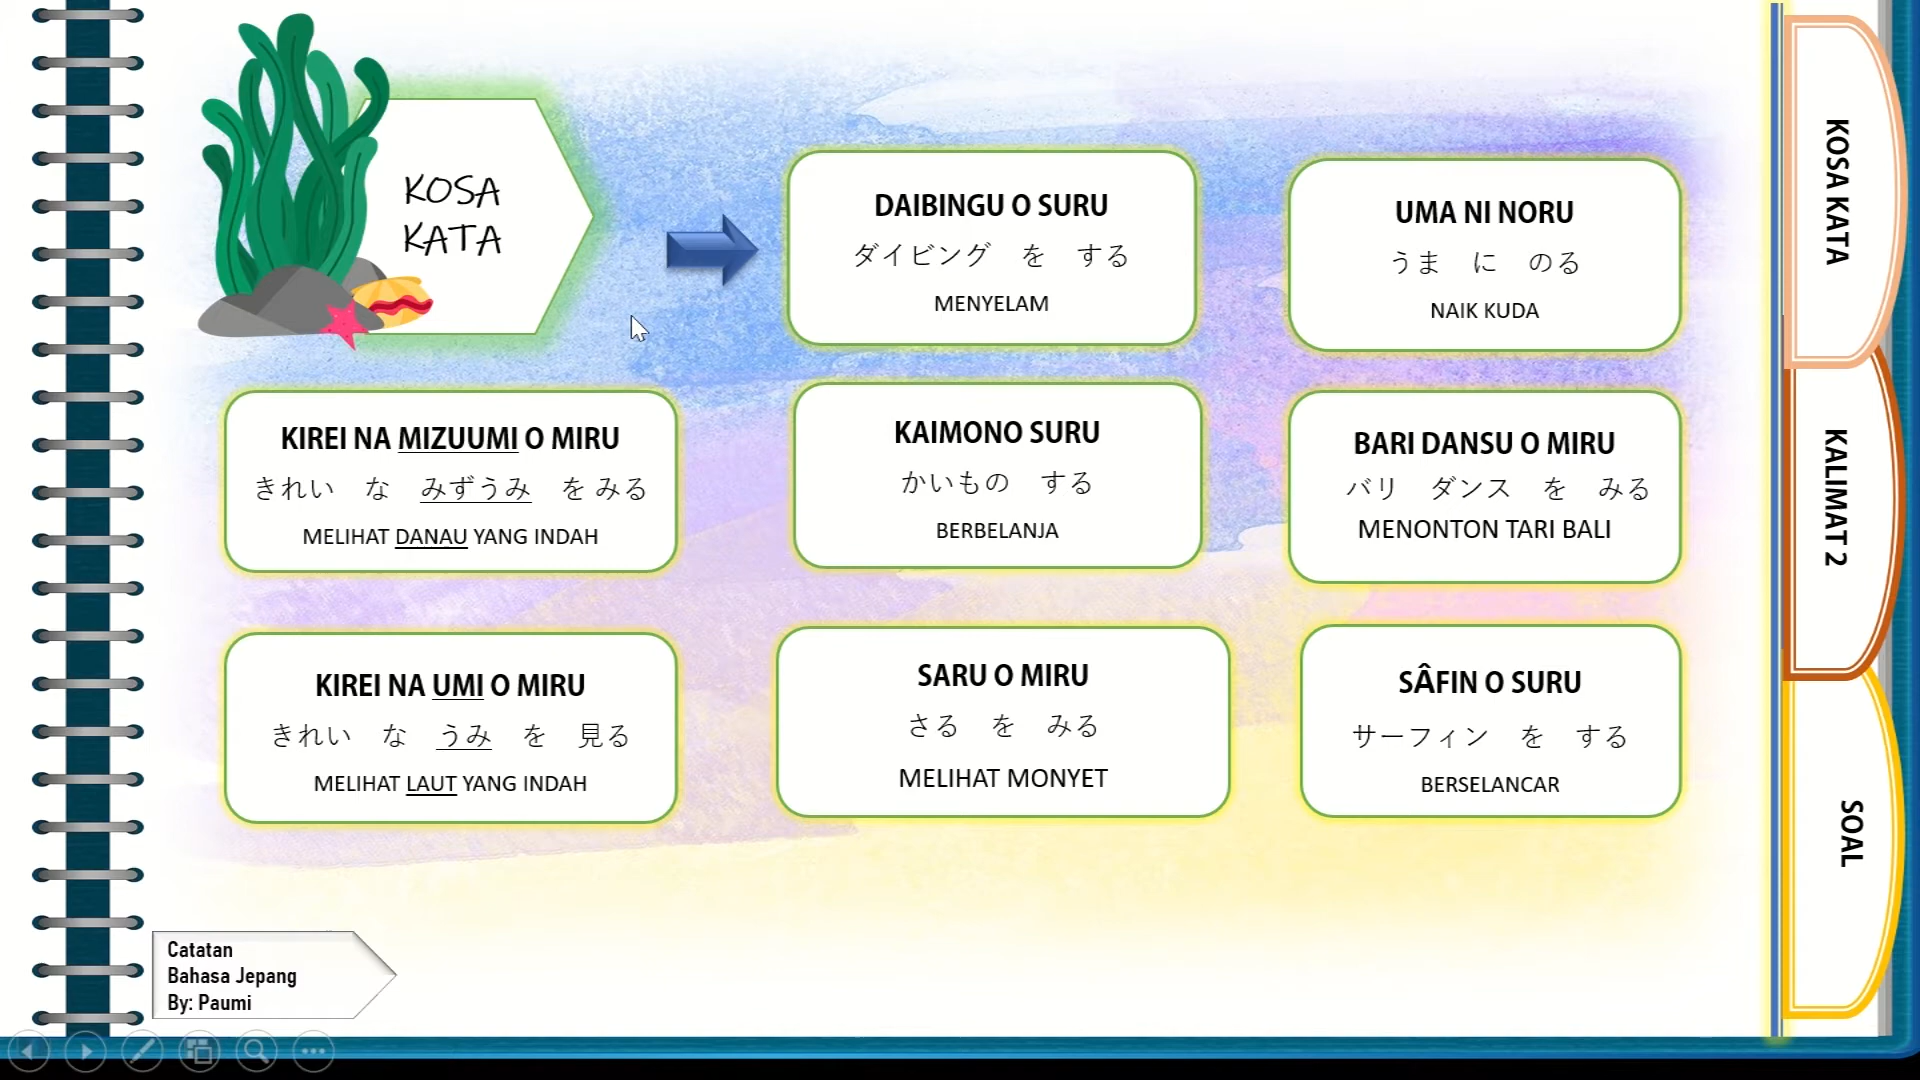 KOSA
KATA
DAIBINGU O SURU
ダイビング　を　する
MENYELAM
UMA NI NORU
うま　に　のる
NAIK KUDA
KIREI NA MIZUUMI O MIRU
きれい　な　みずうみ　を みる
MELIHAT DANAU YANG INDAH
KAIMONO SURU
かいもの　する
BERBELANJA
BARI DANSU O MIRU
バリ　ダンス　を　みる
MENONTON TARI BALI
KIREI NA UMI O MIRU
きれい　な　うみ　を　見る
MELIHAT LAUT YANG INDAH
SARU O MIRU
さる　を　みる
MELIHAT MONYET
SÂFIN O SURU
サーフィン　を　する
BERSELANCAR
KOSA KATA
KALIMAT 2
SOAL
Catatan
Bahasa Jepang
By: Paumi